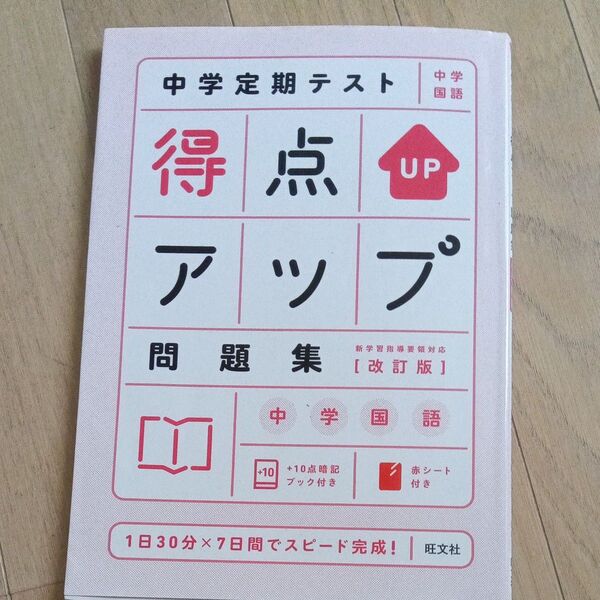 中学定期テスト
中学
国語
得点
UP
アップ
問題集
新学習指導要領対応
[改訂版]
中学国語
+10
+10点暗記
ブック付き
赤シート
付き
1日30分×7日間でスピード完成!
旺文社